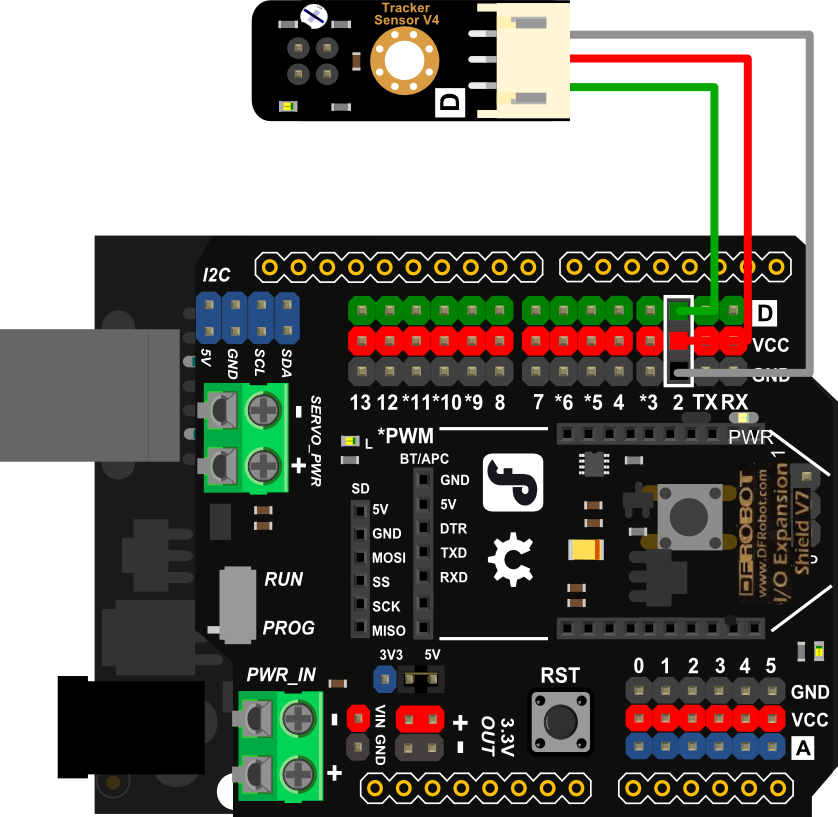 Tracker
Sensor V4
D
I2C
5V
GND
SCL
SDA
D
VCC
GND
13 12 *11 *10 *9 8 7 *6 *5 4 *3 2 TX RX
SERVO_PWR
-
+
L
*PWM
PWR
BT/APC
GND
5V
DTR
TXD
RXD
SD
5V
GND
MOSI
SS
SCK
MISO
1
DFROBOT
www.DFRobot.com
I/O Expansion
Shield V7
RUN
PROG
3V3 5V
PWR_IN
-
+
VIN GND
+
-
3.3V
OUT
RST
0 1 2 3 4 5
GND
VCC
A